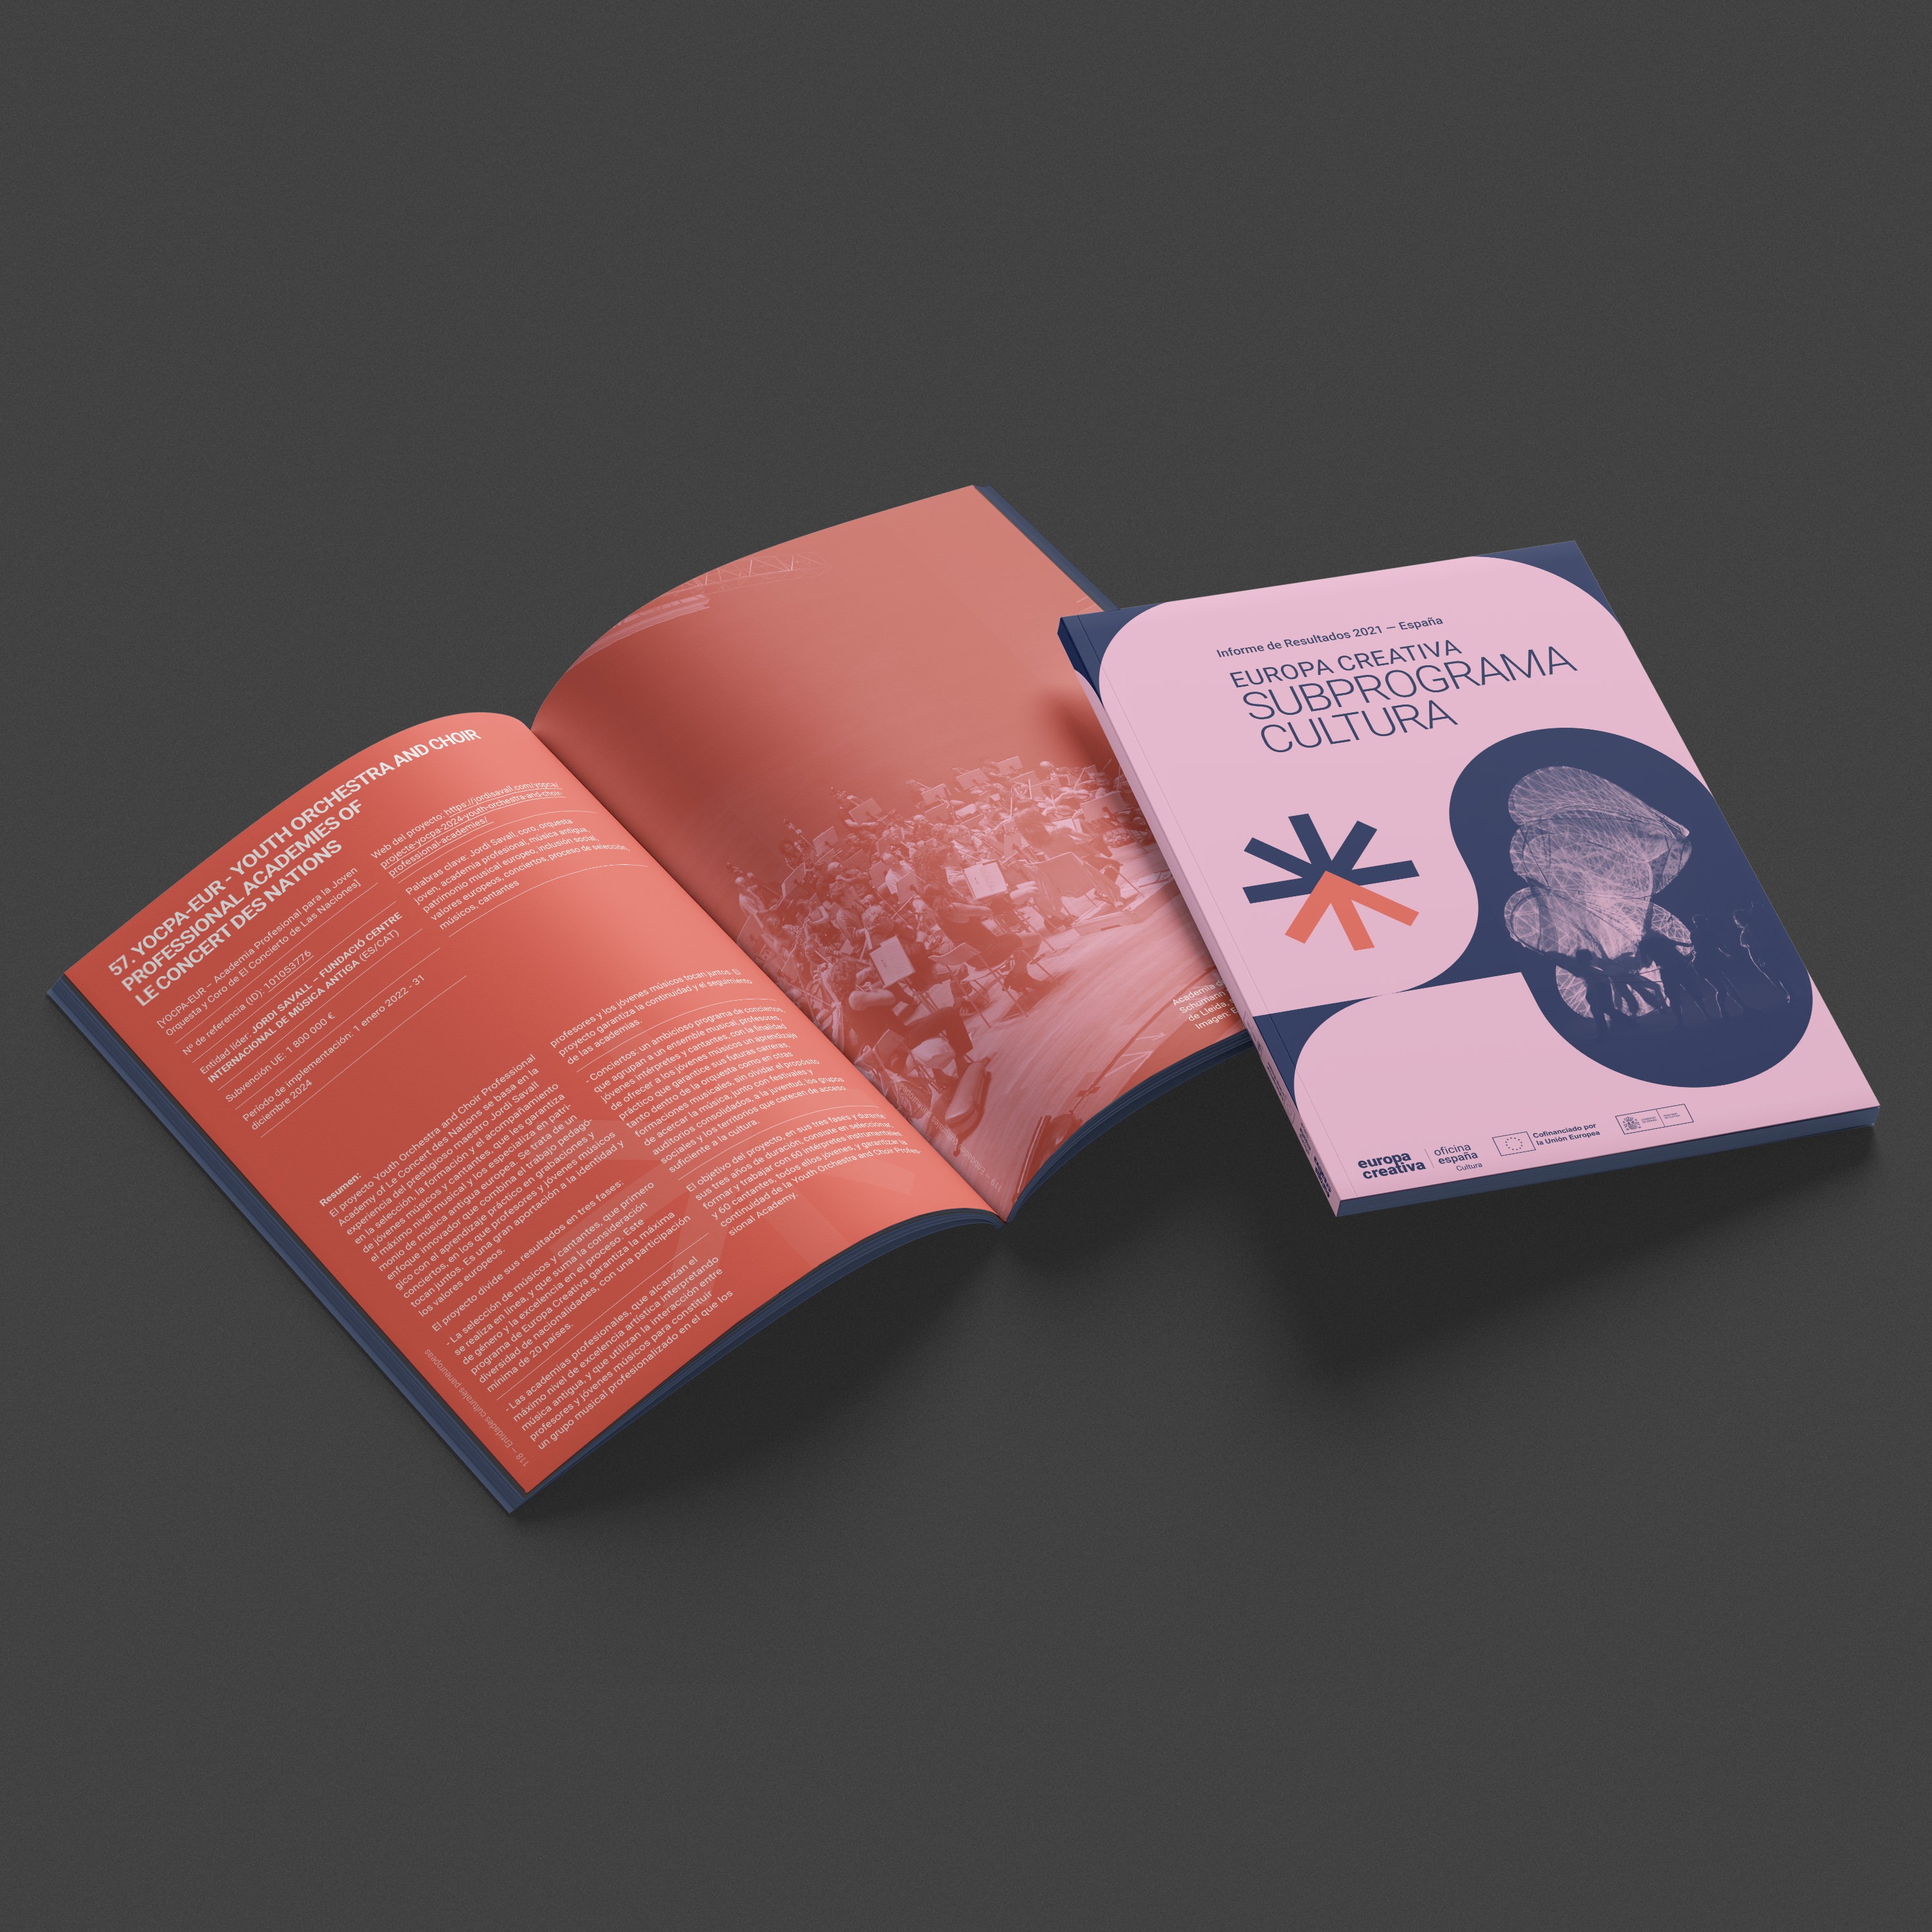 57. YOCPA-EUR - YOUTH ORCHESTRA AND CHOIR
PROFESSIONAL ACADEMIES OF
LE CONCERT DES NATIONS
[YOCPA-EUR – Academia Profesional para la Joven
Orquesta y Coro de El Concierto de Las Naciones]
Nº de referencia (ID): 101053776
Entidad líder: JORDI SAVALL – FUNDACIÓ CENTRE
INTERNACIONAL DE MÚSICA ANTIGA (ES/CAT)
Subvención UE: 1 800 000 €
Período de implementación: 1 enero 2022 - 31
diciembre 2024
Web del proyecto: https://jordisavall.com/yocpa/
projecte-yocpa-2024-youth-orchestra-and-choir-
professional-academies/
Palabras clave: Jordi Savall, coro, orquesta
joven, academia profesional, música antigua,
patrimonio musical europeo, inclusión social,
valores europeos, conciertos, proceso de selección,
músicos, cantantes
Resumen:
El proyecto Youth Orchestra and Choir Professional
Academy of Le Concert des Nations se basa en la
experiencia del prestigioso maestro Jordi Savall
en la selección, la formación y el acompañamiento
de jóvenes músicos y cantantes, que les garantiza
el máximo nivel musical y los especializa en patri-
monio de música antigua europea. Se trata de un
enfoque innovador que combina el trabajo pedagó-
gico con el aprendizaje práctico en grabaciones y
conciertos, en los que profesores y jóvenes músicos
tocan juntos. Es una gran aportación a la identidad y
los valores europeos.
El proyecto divide sus resultados en tres fases:
- La selección de músicos y cantantes, que primero
se realiza en línea, y que suma la consideración
de género y la excelencia en el proceso. Este
programa de Europa Creativa garantiza la máxima
diversidad de nacionalidades, con una participación
mínima de 20 países.
- Las academias profesionales, que alcanzan el
máximo nivel de excelencia artística interpretando
música antigua, y que utilizan la interacción entre
profesores y jóvenes músicos para constituir
un grupo musical profesionalizado en el que los
profesores y los jóvenes músicos tocan juntos. El
proyecto garantiza la continuidad y el seguimiento
de las academias.
- Conciertos: un ambicioso programa de conciertos,
que agrupan a un ensemble musical, profesores,
jóvenes intérpretes y cantantes, con la finalidad
de ofrecer a los jóvenes músicos un aprendizaje
práctico que garantice sus futuras carreras,
tanto dentro de la orquesta como en otras
formaciones musicales, sin olvidar el propósito
de acercar la música, junto con festivales y
auditorios consolidados, a la juventud, los grupos
sociales y los territorios que carecen de acceso
suficiente a la cultura.
El objetivo del proyecto, en sus tres fases y durante
sus tres años de duración, consiste en seleccionar,
formar y trabajar con 60 intérpretes instrumentales
y 60 cantantes, todos ellos jóvenes, y garantizar la
continuidad de la Youth Orchestra and Choir Profes-
sional Academy.
118 — Entidades culturales paneuropeas
Academia
Schumann
de Lleida,
Imagen:
Informe de Resultados 2021 — España
EUROPA CREATIVA
SUBPROGRAMA
CULTURA
europa
creativa
oficina
españa
Cultura
Cofinanciado por
la Unión Europea